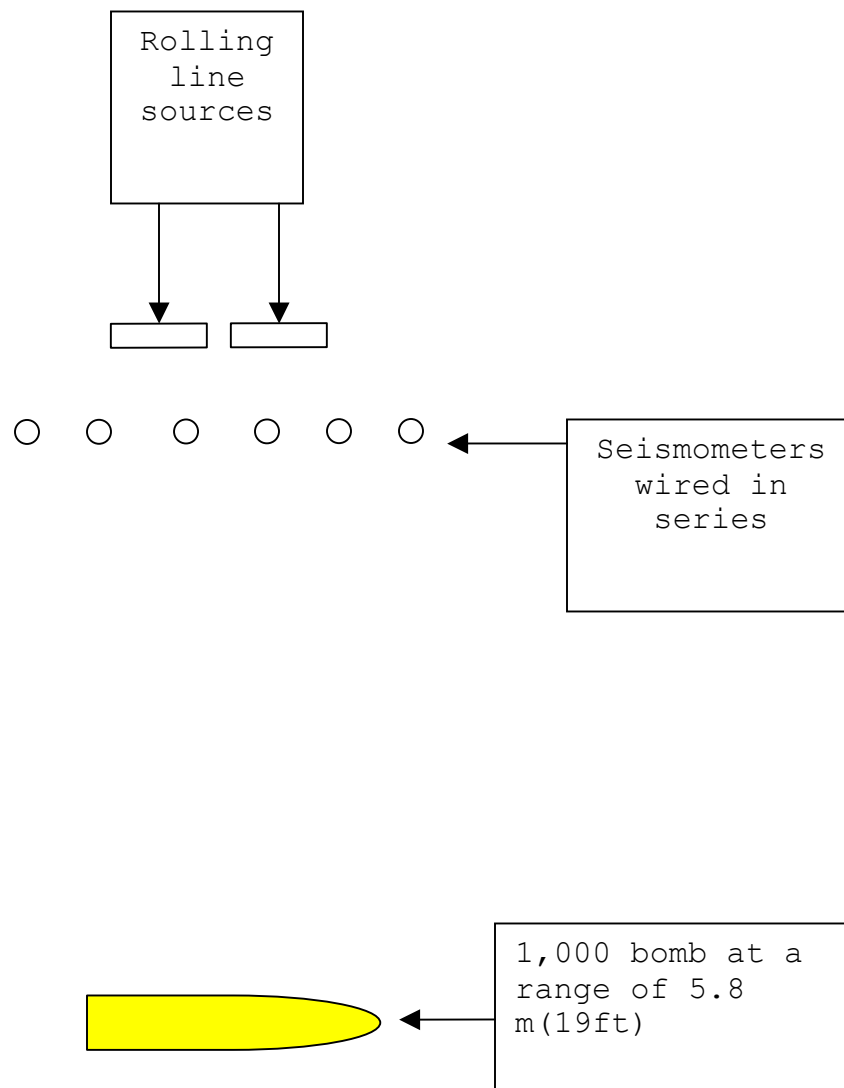 Rolling
line
sources
Seismometers
wired in
series
1,000 bomb at a
range of 5.8
m(19ft)